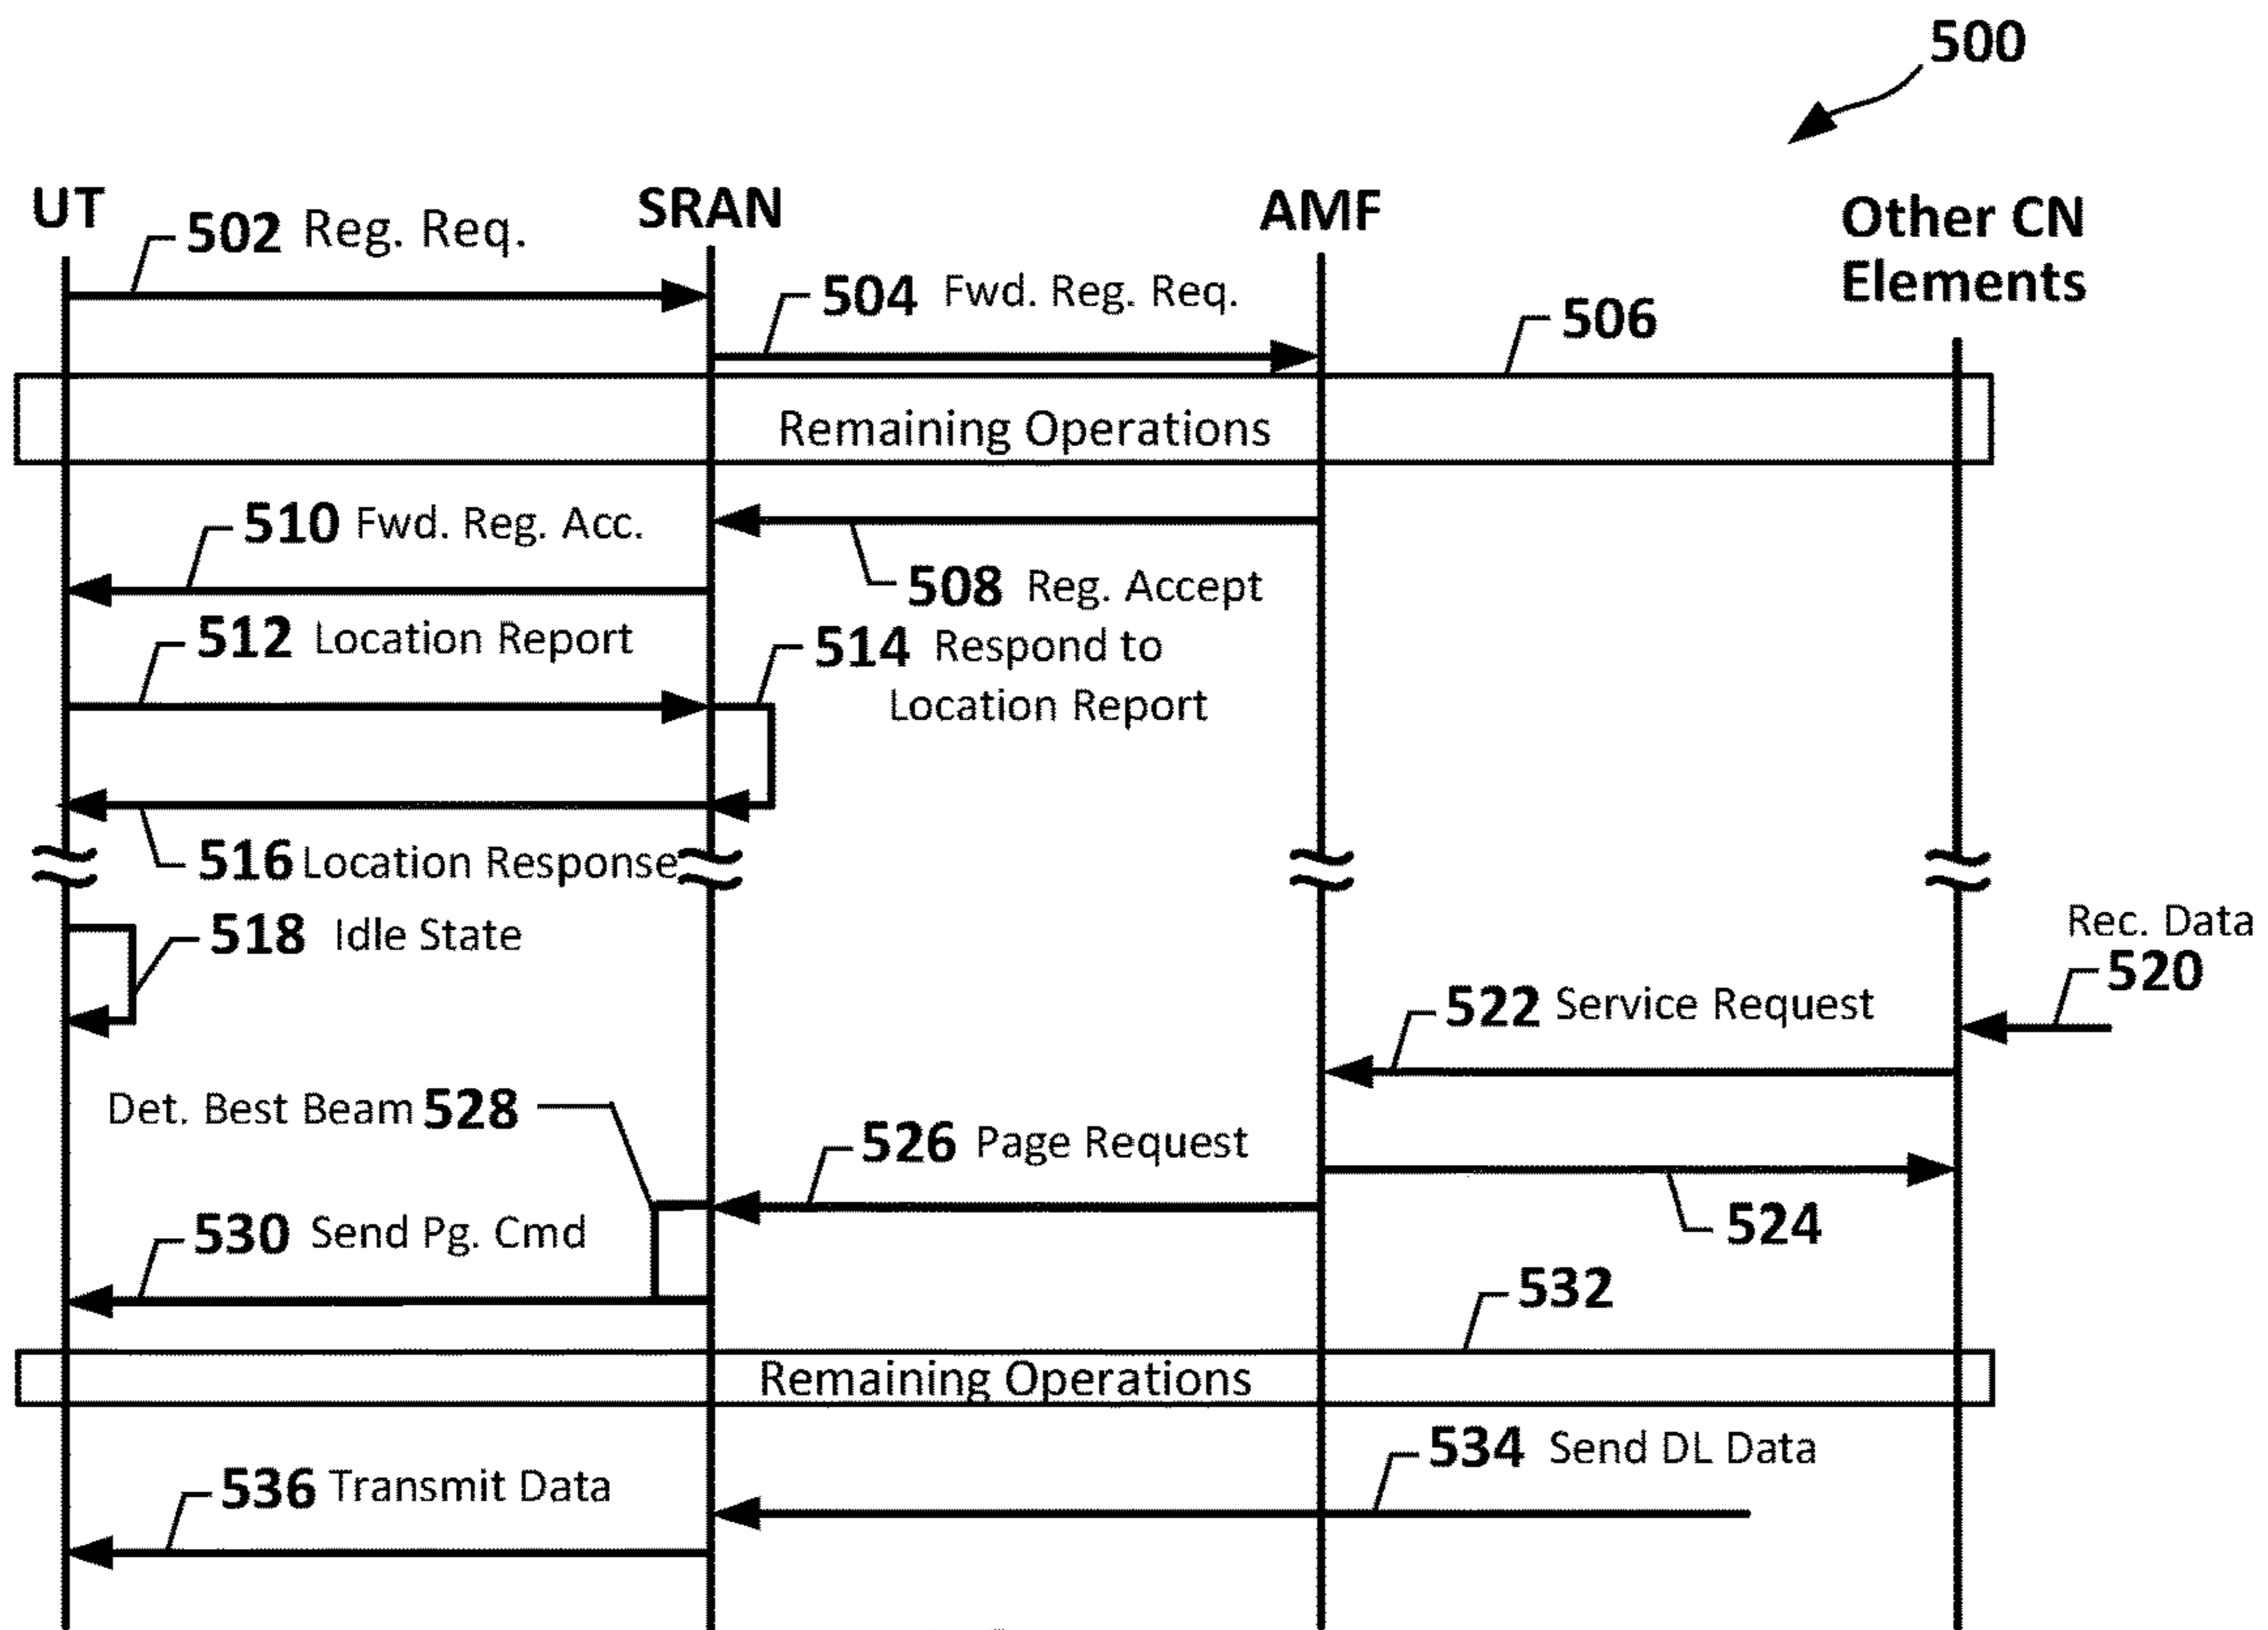 500
UT
SRAN
AMF
Other CN
Elements
502 Reg. Req.
504 Fwd. Reg. Req.
506
Remaining Operations
510 Fwd. Reg. Acc.
508 Reg. Accept
512 Location Report
514 Respond to
Location Report
516 Location Response
518 Idle State
Rec. Data
520
522 Service Request
Det. Best Beam 528
526 Page Request
524
530 Send Pg. Cmd
532
Remaining Operations
534 Send DL Data
536 Transmit Data